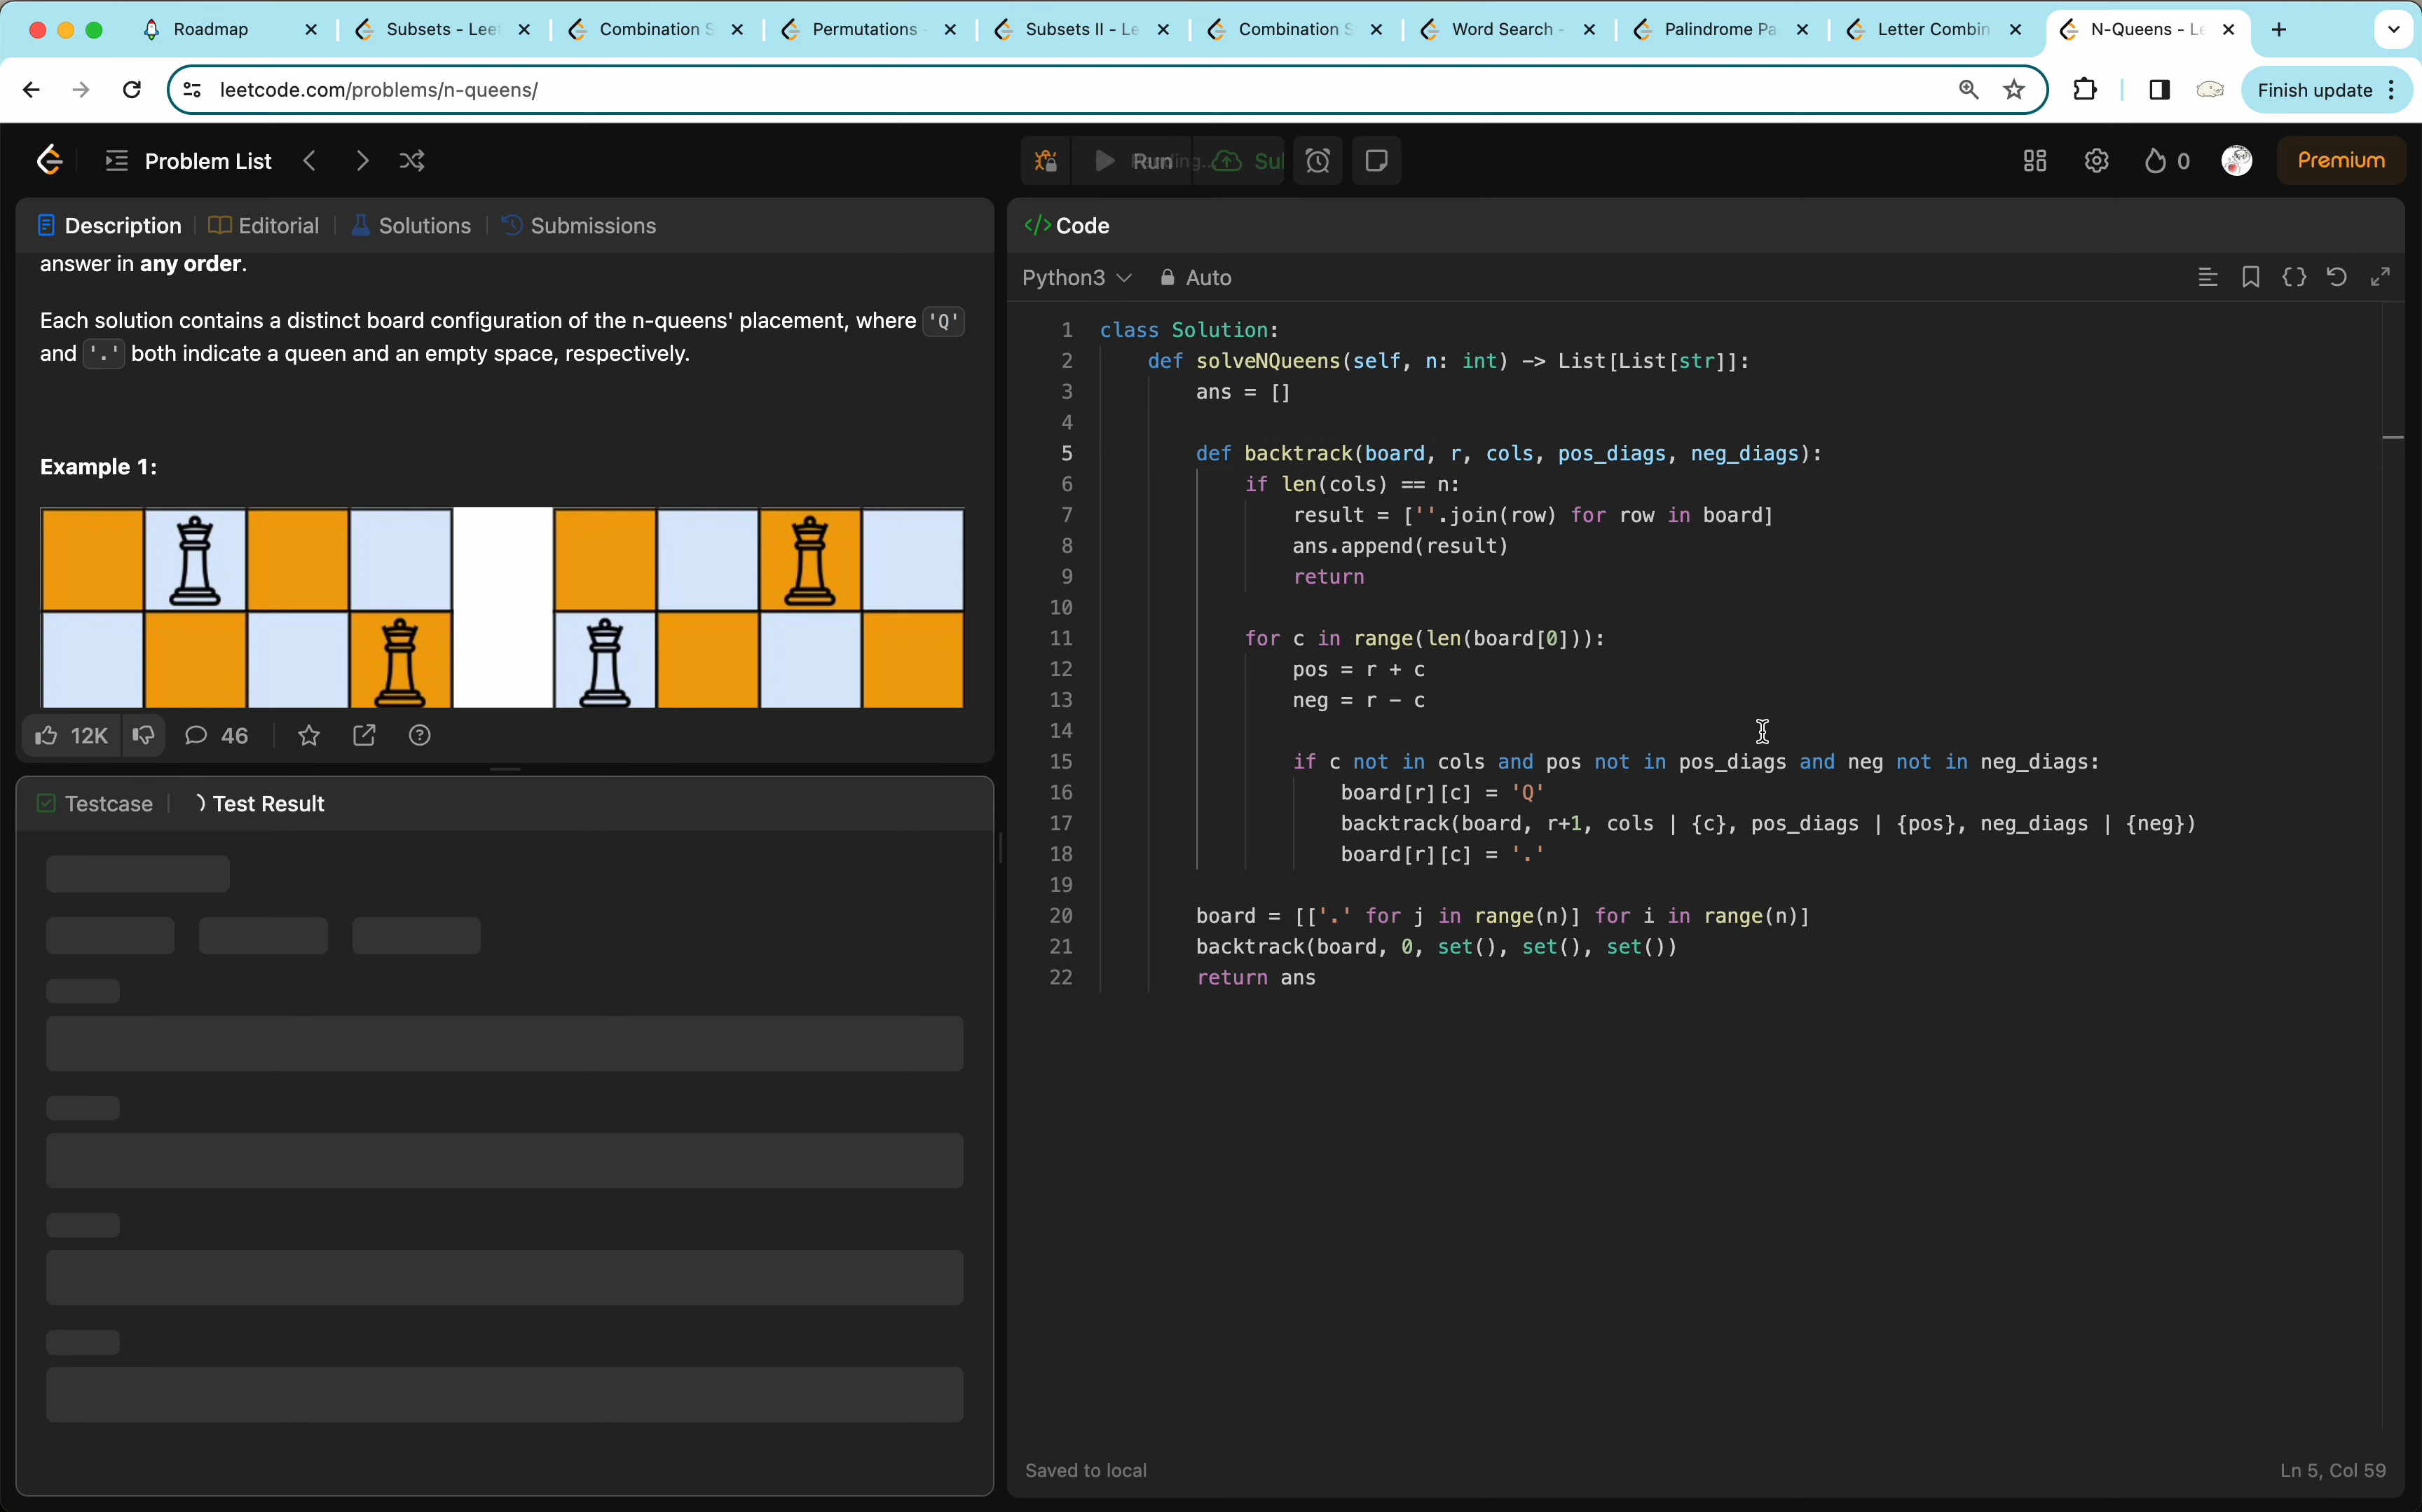 Roadmap
Subsets - Lee
Combination S
Permutations -
Subsets II - Le
Combination S
Word Search -
Palindrome Pa
Letter Combin
N-Queens - Le
leetcode.com/problems/n-queens/
Finish update
Problem List
Run
Sul
0
Premium
Description
Editorial
Solutions
Submissions
answer in any order.
Each solution contains a distinct board configuration of the n-queens' placement, where 'Q'
and '.' both indicate a queen and an empty space, respectively.
Example 1:
12K
46
Testcase
Test Result
Code
Python3
Auto
1 class Solution:
2 def solveNQueens(self, n: int) -> List[List[str]]:
3 ans = []
4
5 def backtrack(board, r, cols, pos_diags, neg_diags):
6 if len(cols) == n:
7 result = [''.join(row) for row in board]
8 ans.append(result)
9 return
10
11 for c in range(len(board[0])):
12 pos = r + c
13 neg = r - c
14
15 if c not in cols and pos not in pos_diags and neg not in neg_diags:
16 board[r][c] = 'Q'
17 backtrack(board, r+1, cols | {c}, pos_diags | {pos}, neg_diags | {neg})
18 board[r][c] = '.'
19
20 board = [['.' for j in range(n)] for i in range(n)]
21 backtrack(board, 0, set(), set(), set())
22 return ans
Saved to local
Ln 5, Col 59